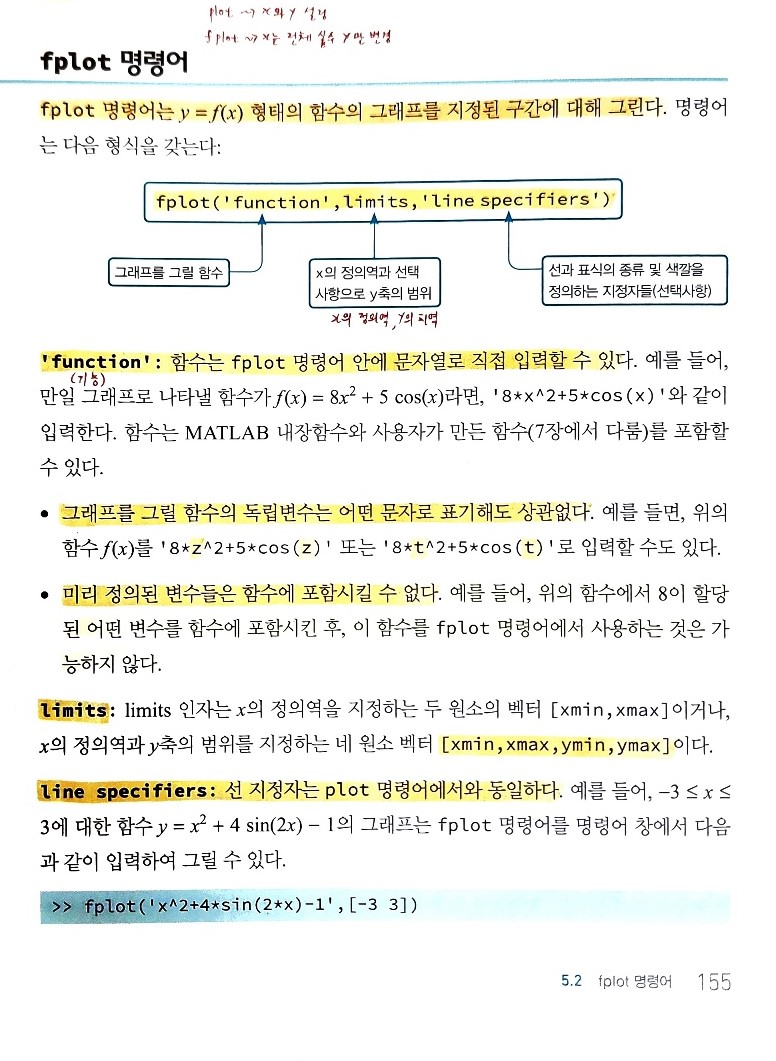 plot ~> x와 y 설정
fplot ~> x는 전체 실수 y만 변경
fplot 명령어
fplot 명령어는 y = f(x) 형태의 함수의 그래프를 지정된 구간에 대해 그린다. 명령어
는 다음 형식을 갖는다:
fplot('function',limits,'line specifiers')
그래프를 그릴 함수
x의 정의역과 선택
사항으로 y축의 범위
선과 표식의 종류 및 색깔을
정의하는 지정자들(선택사항)
x의 정의역, y의 치역
'function': 함수는 fplot 명령어 안에 문자열로 직접 입력할 수 있다. 예를 들어,
(기능)
만일 그래프로 나타낼 함수가 f(x) = 8x² + 5 cos(x)라면, '8*x^2+5*cos(x)'와 같이
입력한다. 함수는 MATLAB 내장함수와 사용자가 만든 함수(7장에서 다룸)를 포함할
수 있다.
• 그래프를 그릴 함수의 독립변수는 어떤 문자로 표기해도 상관없다. 예를 들면, 위의
함수 f(x)를 '8*z^2+5*cos(z)' 또는 '8*t^2+5*cos(t)'로 입력할 수도 있다.
• 미리 정의된 변수들은 함수에 포함시킬 수 없다. 예를 들어, 위의 함수에서 8이 할당
된 어떤 변수를 함수에 포함시킨 후, 이 함수를 fplot 명령어에서 사용하는 것은 가
능하지 않다.
limits: limits 인자는 x의 정의역을 지정하는 두 원소의 벡터 [xmin,xmax]이거나,
x의 정의역과 y축의 범위를 지정하는 네 원소 벡터 [xmin,xmax,ymin,ymax]이다.
line specifiers: 선 지정자는 plot 명령어에서와 동일하다. 예를 들어, −3 ≤ x ≤
3에 대한 함수 y = x² + 4 sin(2x) − 1의 그래프는 fplot 명령어를 명령어 창에서 다음
과 같이 입력하여 그릴 수 있다.
>> fplot('x^2+4*sin(2*x)-1',[-3 3])
5.2 fplot 명령어 155